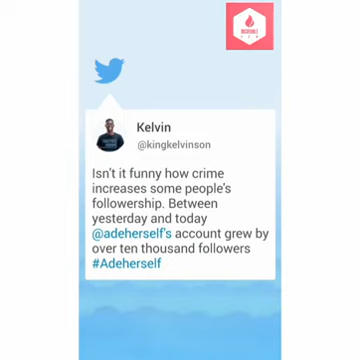 INCREDIBLE
Kelvin
@kingkelvinson
Isn't it funny how crime
increases some people's
followership. Between
yesterday and today
@adeherself's account grew by
over ten thousand followers
#Adeherself